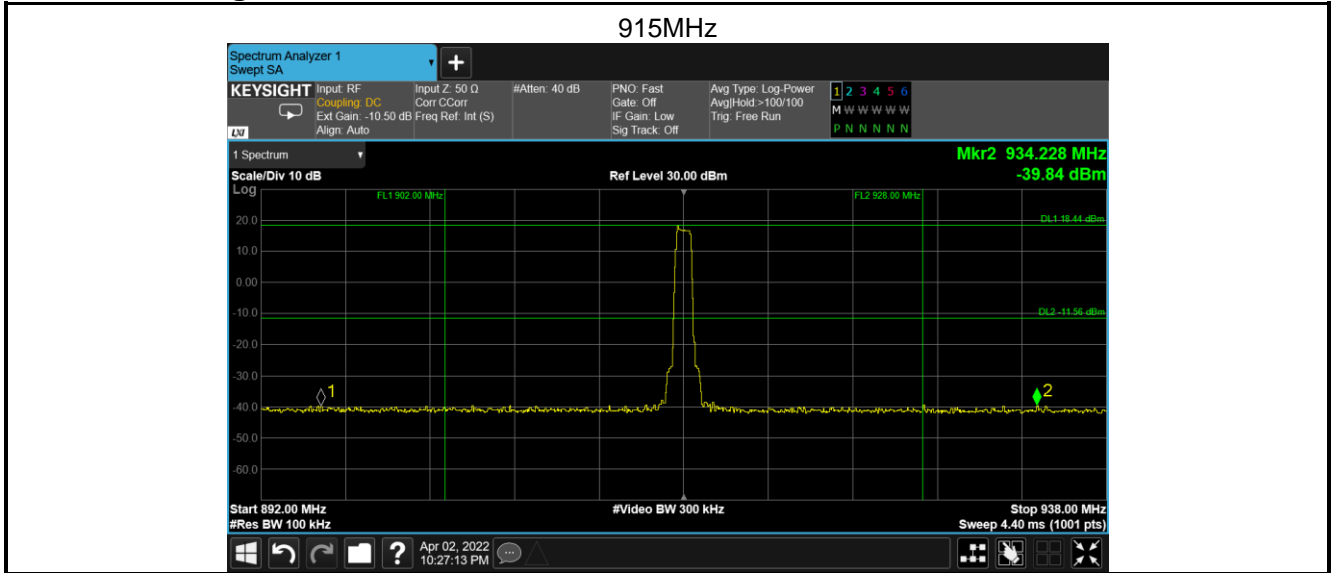 915MHz
Spectrum Analyzer 1
Swept SA
+
KEYSIGHT
Input: RF
Coupling: DC
Ext Gain: -10.50 dB
Align: Auto
Input Z: 50 Ω
Corr CCorr
Freq Ref: Int (S)
#Atten: 40 dB
PNO: Fast
Gate: Off
IF Gain: Low
Sig Track: Off
Avg Type: Log-Power
Avg|Hold:>100/100
Trig: Free Run
1 2 3 4 5 6
M W W W W W
P N N N N N
LXI
1 Spectrum
Mkr2 934.228 MHz
-39.84 dBm
Scale/Div 10 dB
Ref Level 30.00 dBm
Log
FL1 902.00 MHz
FL2 928.00 MHz
20.0
DL1 18.44 dBm
10.0
0.00
-10.0
DL2 -11.56 dBm
-20.0
-30.0
1
2
-40.0
-50.0
-60.0
Start 892.00 MHz
#Video BW 300 kHz
Stop 938.00 MHz
#Res BW 100 kHz
Sweep 4.40 ms (1001 pts)
?
Apr 02, 2022
10:27:13 PM